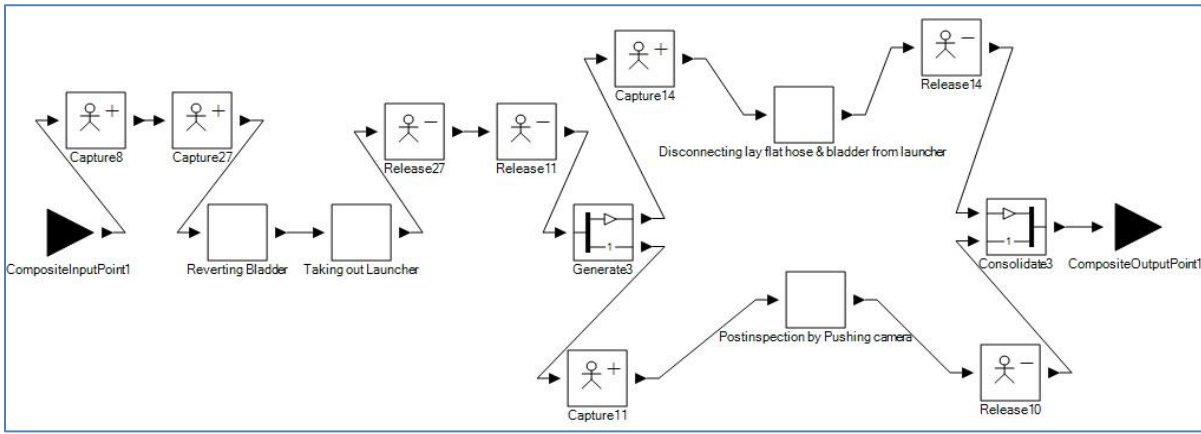 Capture14
Release14
Capture8
Capture27
Release27
Release11
Disconnecting lay flat hose & bladder from launcher
CompositeInputPoint1
Reverting Bladder
Taking out Launcher
1
Generate3
1
Consolidate3
CompositeOutputPoint1
Postinspection by Pushing camera
Capture11
Release10